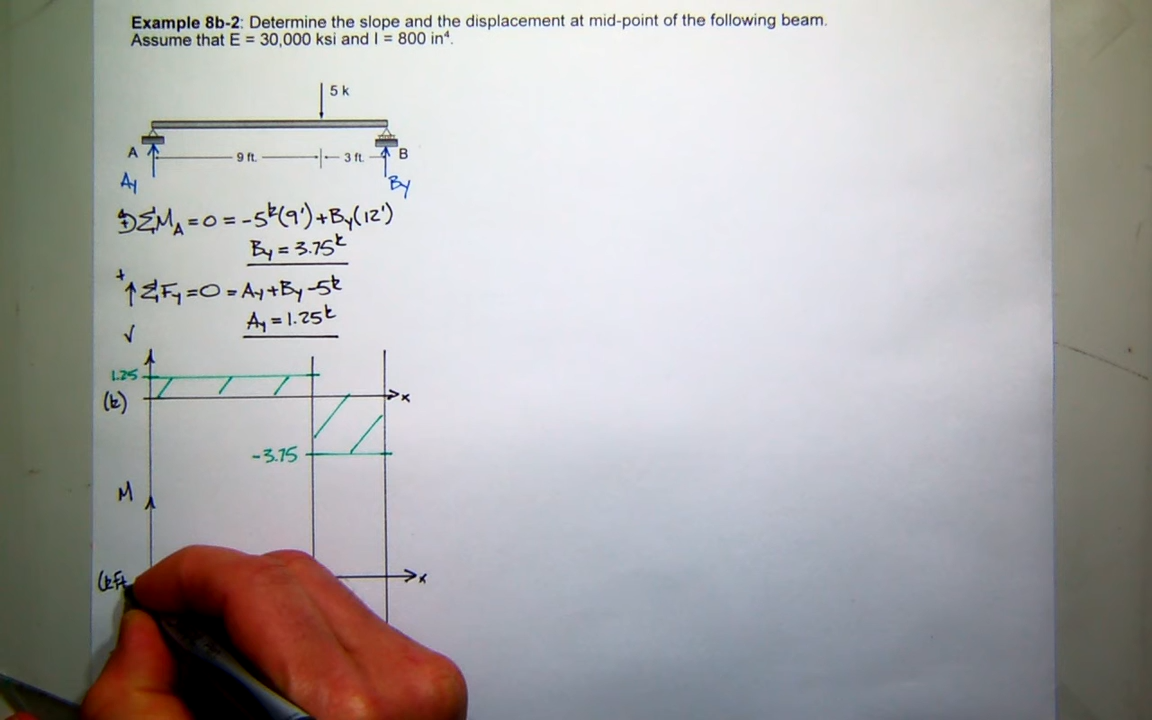 Example 8b-2: Determine the slope and the displacement at mid-point of the following beam.
Assume that E = 30,000 ksi and I = 800 in⁴.
5 k
A 9 ft. 3 ft. B
Ay By
+ΣM_A = 0 = -5ᵏ(9') + By(12')
By = 3.75ᵏ
+↑ΣFy = 0 = Ay + By - 5ᵏ
Ay = 1.25ᵏ
√
1.25
(k) x
-3.75
M
(kFt x